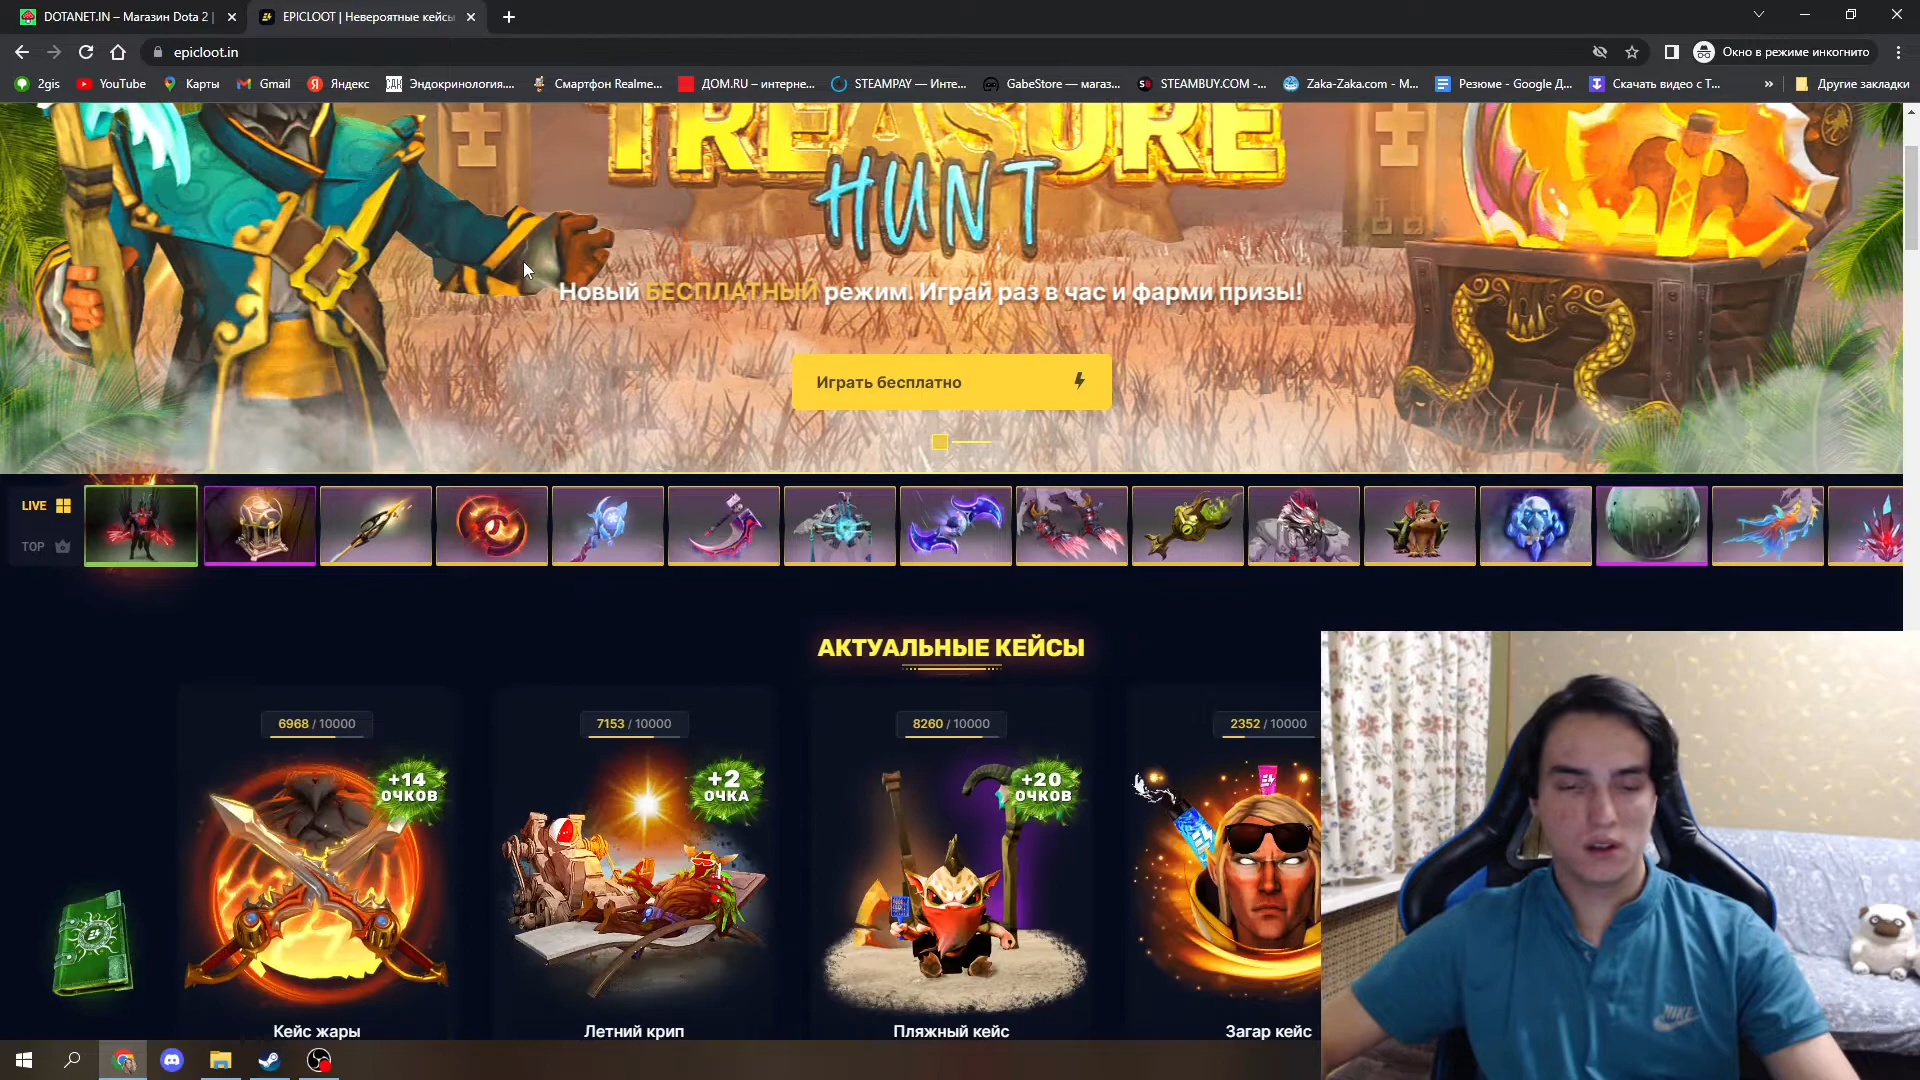 DOTANET.IN – Магазин Dota 2 |
EPICLOOT | Невероятные кейсы
epicloot.in
Окно в режиме инкогнито
2gis
YouTube
Карты
Gmail
Яндекс
Эндокринология....
Смартфон Realme...
ДОМ.RU – интерне...
STEAMPAY — Инте...
GabeStore — магаз...
STEAMBUY.COM -...
Zaka-Zaka.com - М...
Резюме - Google Д...
Скачать видео с Т...
»
Другие закладки
TREASURE
HUNT
Новый БЕСПЛАТНЫЙ режим. Играй раз в час и фарми призы!
Играть бесплатно
LIVE
TOP
АКТУАЛЬНЫЕ КЕЙСЫ
6968 / 10000
7153 / 10000
8260 / 10000
2352 / 10000
+14
ОЧКОВ
+2
ОЧКА
+20
ОЧКОВ
Кейс жары
Летний крип
Пляжный кейс
Загар кейс
NIKE